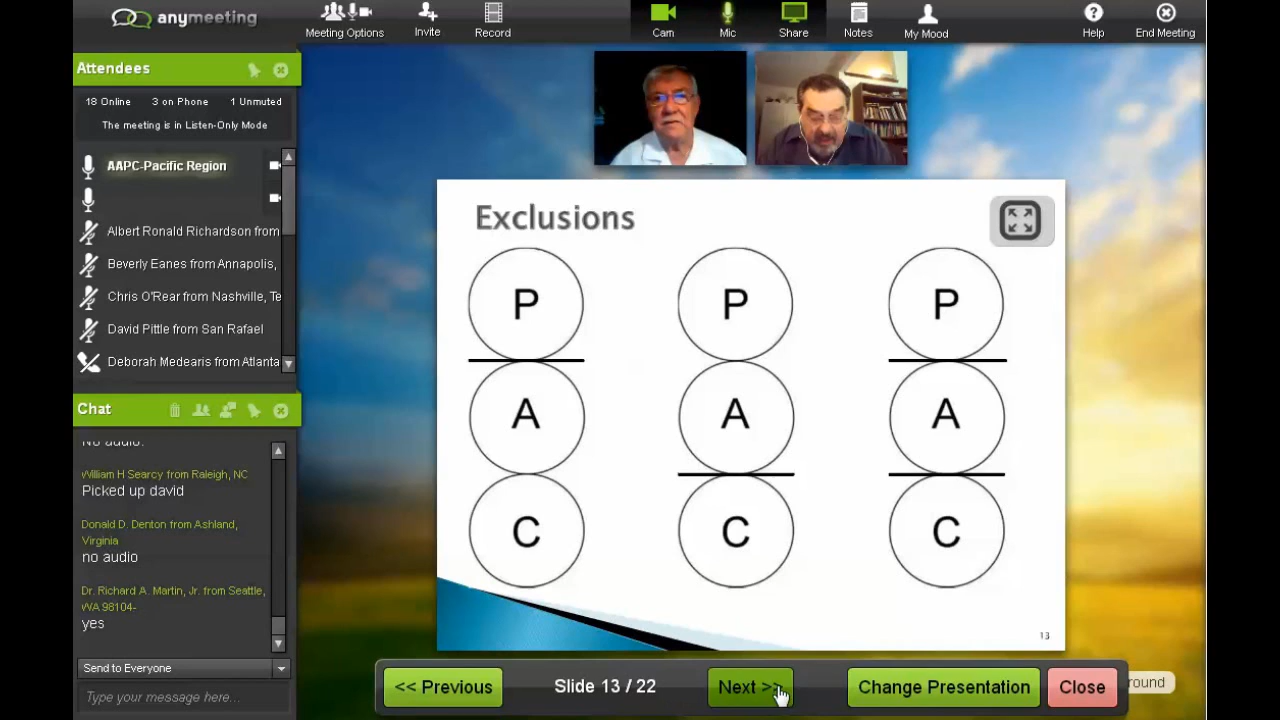 anymeeting
Meeting Options
Invite
Record
Cam
Mic
Share
Notes
My Mood
Help
End Meeting
Attendees
18 Online 3 on Phone 1 Unmuted
The meeting is in Listen-Only Mode
AAPC-Pacific Region
Albert Ronald Richardson from
Beverly Eanes from Annapolis,
Chris O'Rear from Nashville, Te
David Pittle from San Rafael
Deborah Medearis from Atlanta
Chat
No audio.
William H Searcy from Raleigh, NC
Picked up david
Donald D. Denton from Ashland,
Virginia
no audio
Dr. Richard A. Martin, Jr. from Seattle,
WA 98104-
yes
Send to Everyone
Type your message here...
Exclusions
P P P
A A A
C C C
13
<< Previous
Slide 13 / 22
Next >>
Change Presentation
Close
round